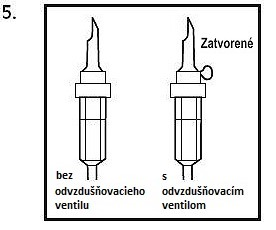 5.
Zatvorené
bez
odvzdušňovacieho
ventilu
s
odvzdušňovacím
ventilom